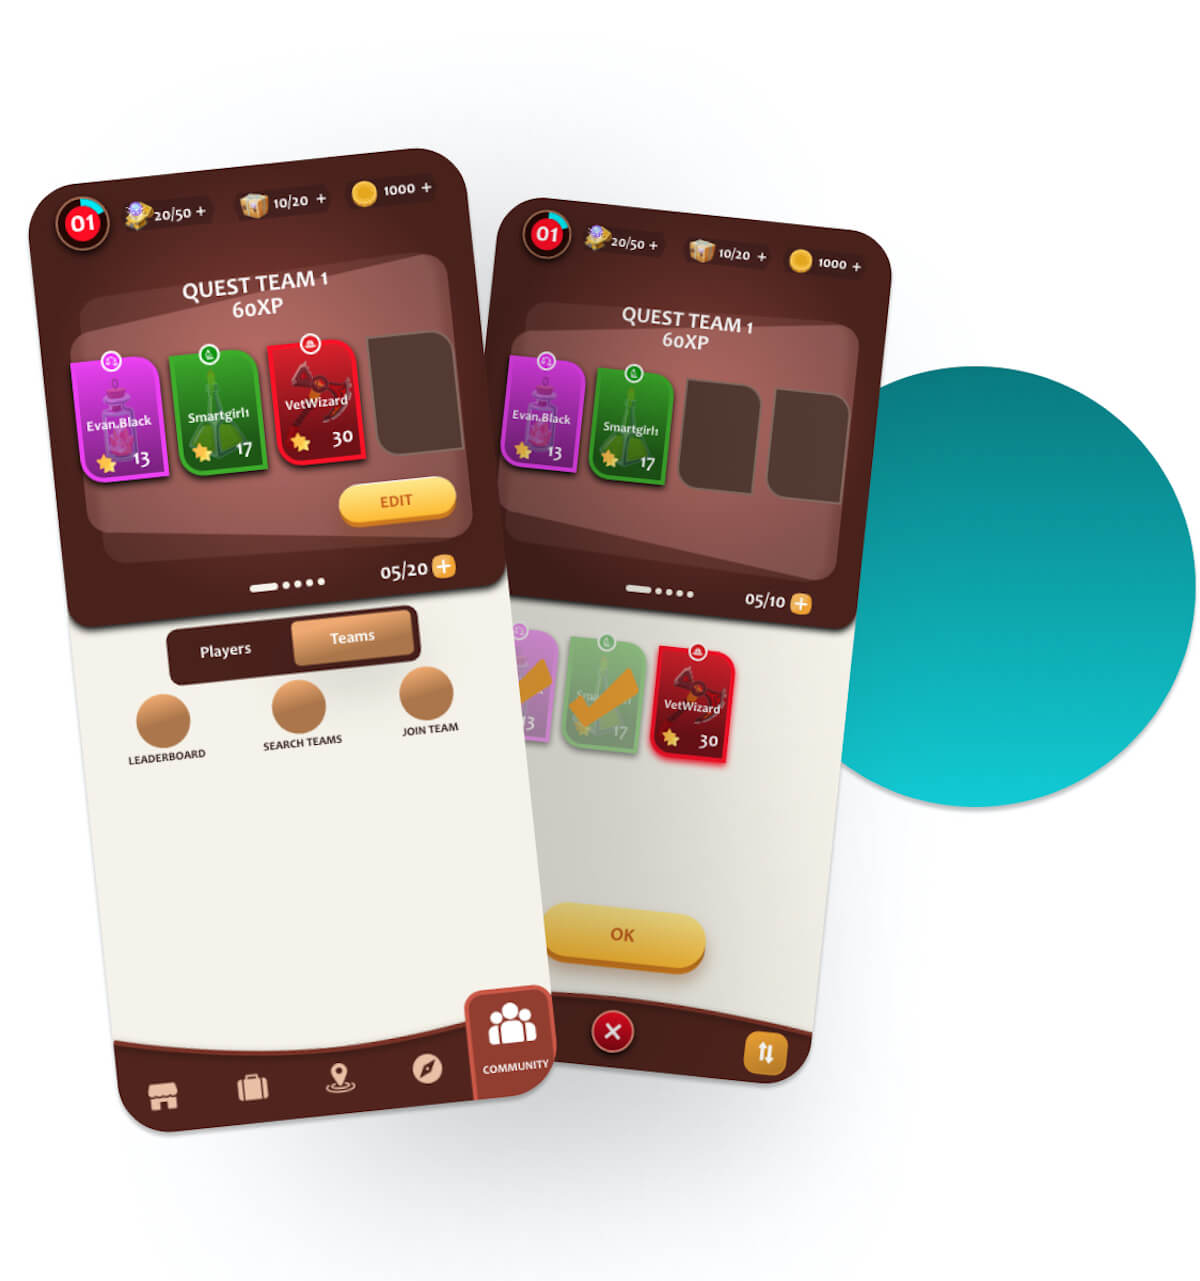 01
20/50 +
10/20 +
1000 +
QUEST TEAM 1
60XP
Evan.Black
13
Smartgirl1
17
VetWizard
30
EDIT
05/20 +
Players
Teams
LEADERBOARD
SEARCH TEAMS
JOIN TEAM
COMMUNITY
01
20/50 +
10/20 +
1000 +
QUEST TEAM 1
60XP
Evan.Black
13
Smartgirl1
17
05/10 +
13
17
VetWizard
30
OK